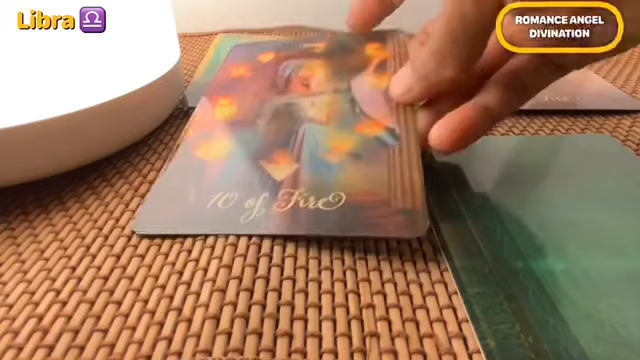 Libra ♎
ROMANCE ANGEL
DIVINATION
10 of Fire